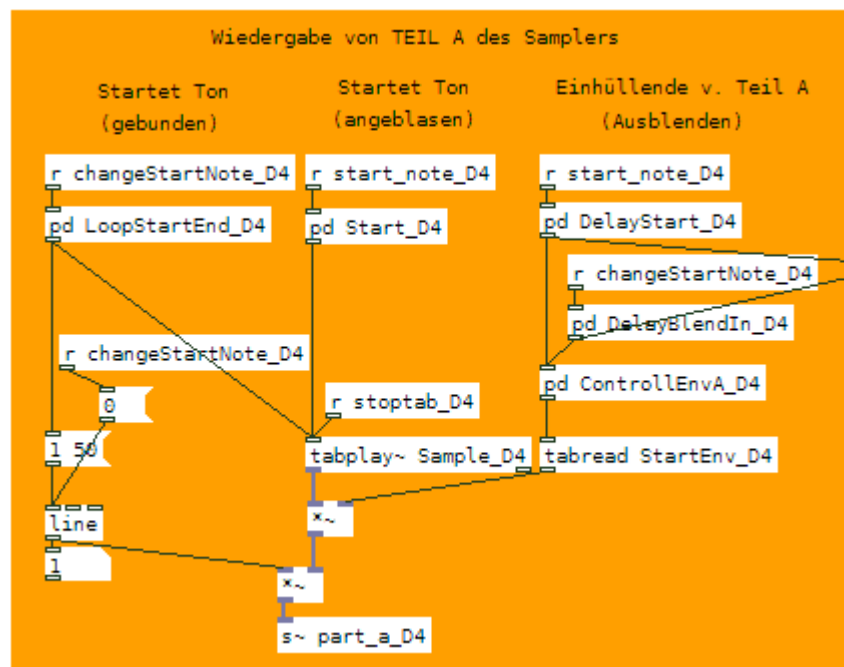 Wiedergabe von TEIL A des Samplers
Startet Ton
(gebunden)
Startet Ton
(angeblasen)
Einhüllende v. Teil A
(Ausblenden)
r changeStartNote_D4
r start_note_D4
r start_note_D4
pd LoopStartEnd_D4
pd Start_D4
pd DelayStart_D4
r changeStartNote_D4
pd DelayBlendIn_D4
r changeStartNote_D4
pd ControllEnvA_D4
0
r stoptab_D4
1 50
tabplay~ Sample_D4
tabread StartEnv_D4
line
*~
1
*~
s~ part_a_D4